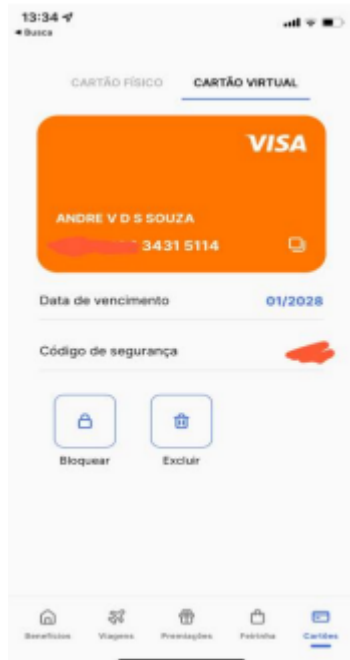 13:34
Busca
CARTÃO FÍSICO CARTÃO VIRTUAL
VISA
ANDRE V D S SOUZA
3431 5114
Data de vencimento 01/2028
Código de segurança
Bloquear Excluir
Benefícios Viagens Premiações Feirinha Cartões